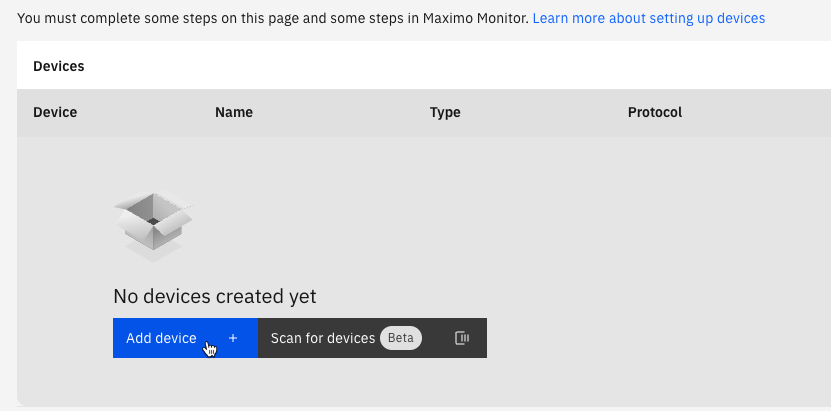 You must complete some steps on this page and some steps in Maximo Monitor. Learn more about setting up devices
Devices
Device Name Type Protocol
No devices created yet
Add device + Scan for devices Beta